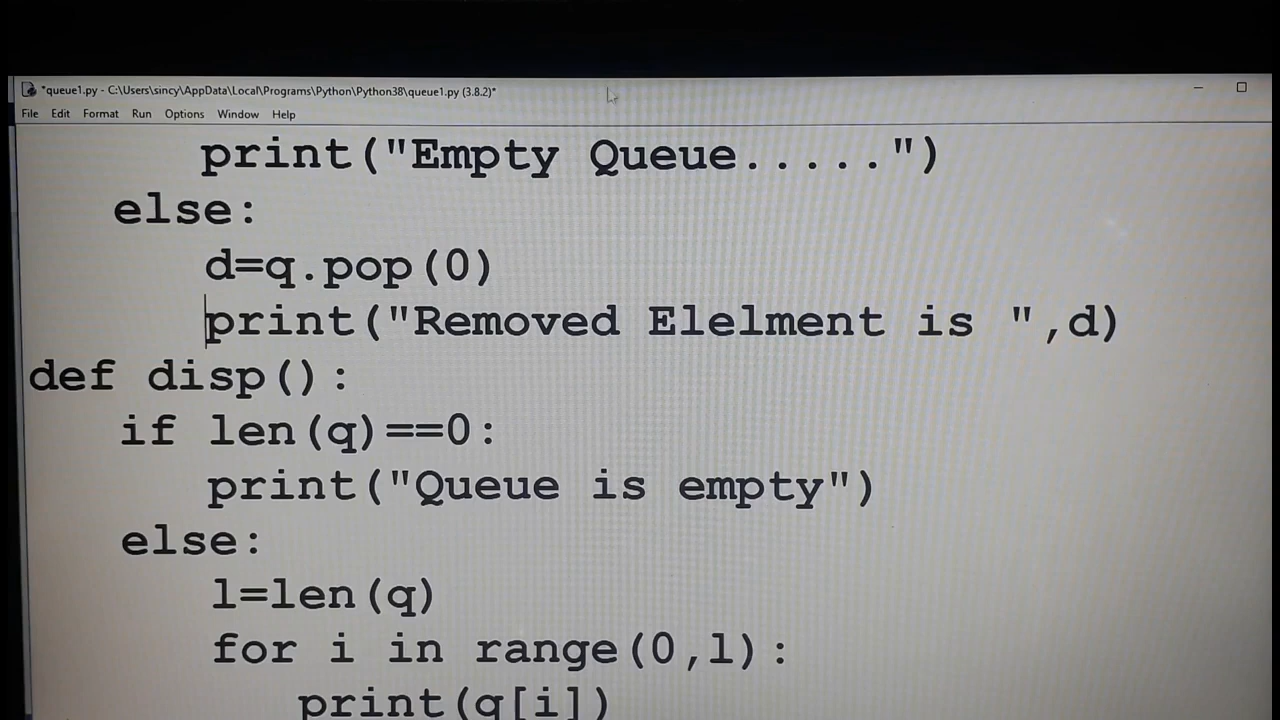 *queue1.py - C:\Users\sincy\AppData\Local\Programs\Python\Python38\queue1.py (3.8.2)*
File Edit Format Run Options Window Help
print("Empty Queue.....")
else:
d=q.pop(0)
print("Removed Elelment is ",d)
def disp():
if len(q)==0:
print("Queue is empty")
else:
l=len(q)
for i in range(0,l):
print(q[i])